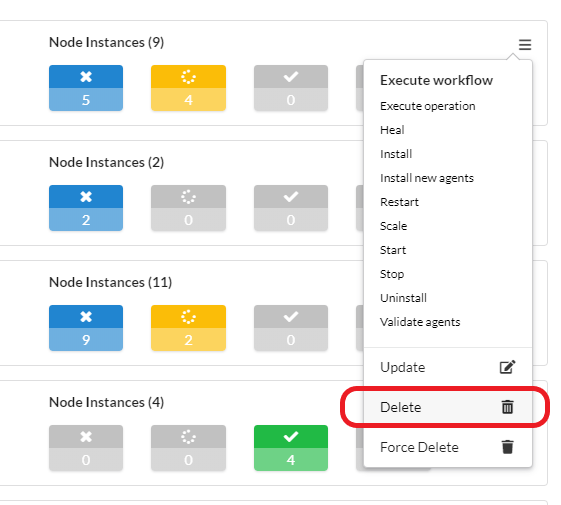 Node Instances (9)
5
4
0
Execute workflow
Execute operation
Heal
Install
Install new agents
Restart
Scale
Start
Stop
Uninstall
Validate agents
Update
Delete
Force Delete
Node Instances (2)
2
0
0
Node Instances (11)
9
2
0
Node Instances (4)
0
0
4